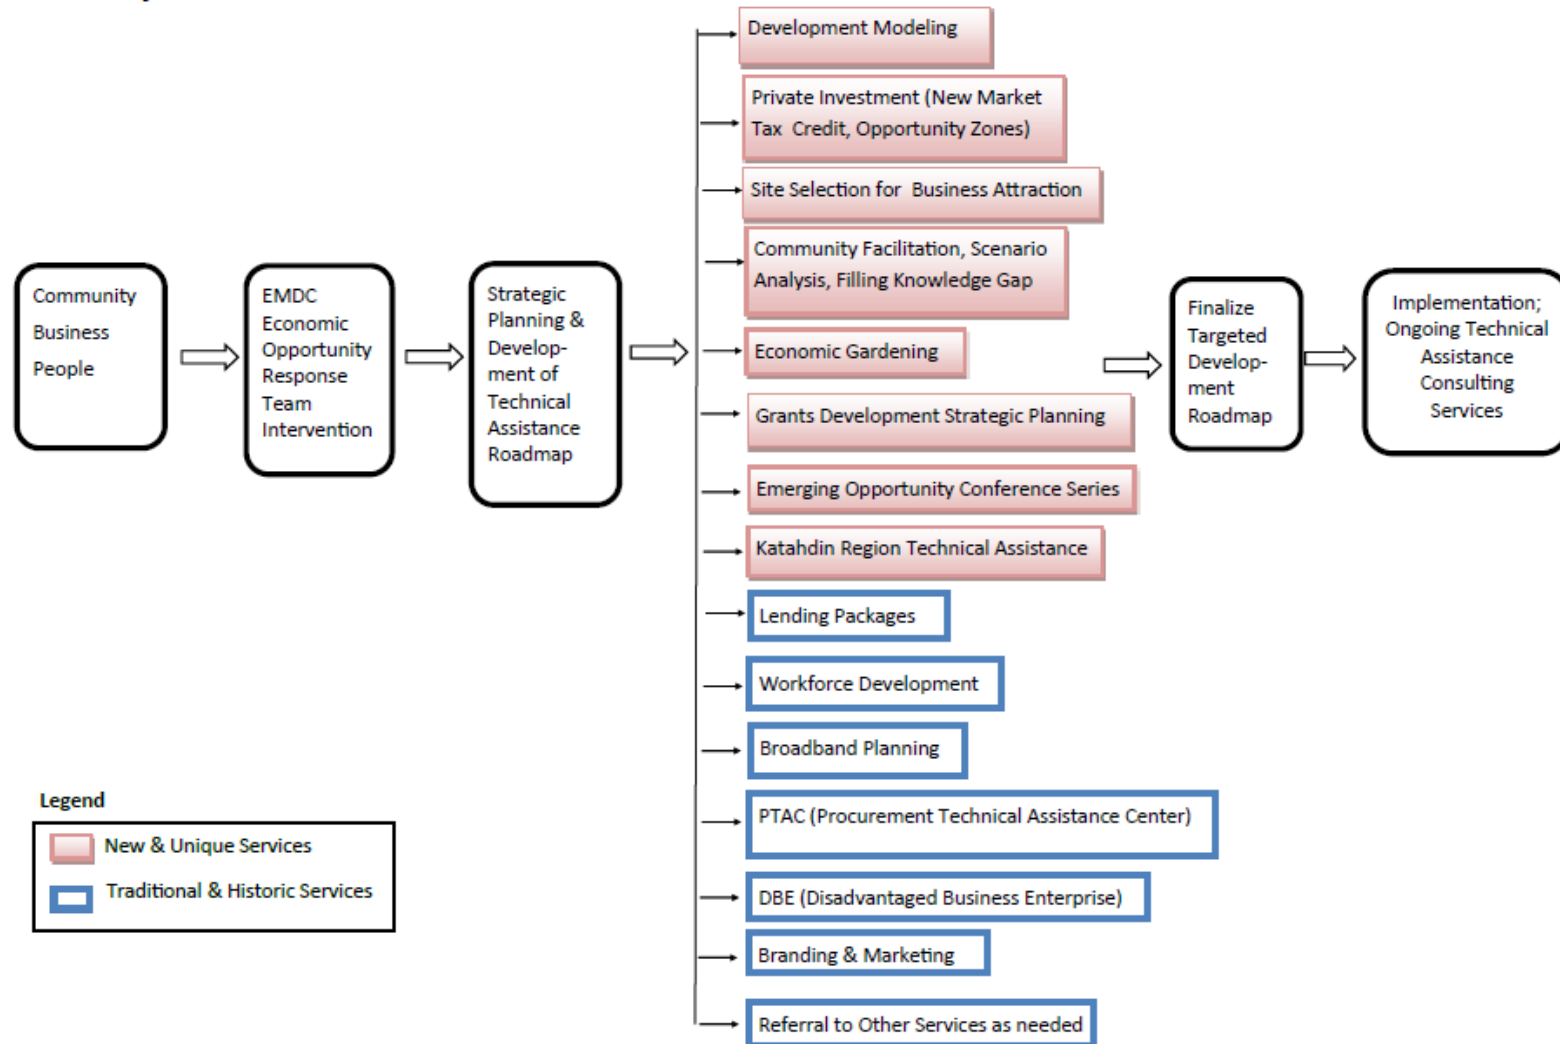 Community
Business
People
EMDC
Economic
Opportunity
Response
Team
Intervention
Strategic
Planning &
Develop-
ment of
Technical
Assistance
Roadmap
Development Modeling
Private Investment (New Market
Tax Credit, Opportunity Zones)
Site Selection for Business Attraction
Community Facilitation, Scenario
Analysis, Filling Knowledge Gap
Economic Gardening
Grants Development Strategic Planning
Emerging Opportunity Conference Series
Katahdin Region Technical Assistance
Lending Packages
Workforce Development
Broadband Planning
PTAC (Procurement Technical Assistance Center)
DBE (Disadvantaged Business Enterprise)
Branding & Marketing
Referral to Other Services as needed
Finalize
Targeted
Develop-
ment
Roadmap
Implementation;
Ongoing Technical
Assistance
Consulting
Services
Legend
New & Unique Services
Traditional & Historic Services